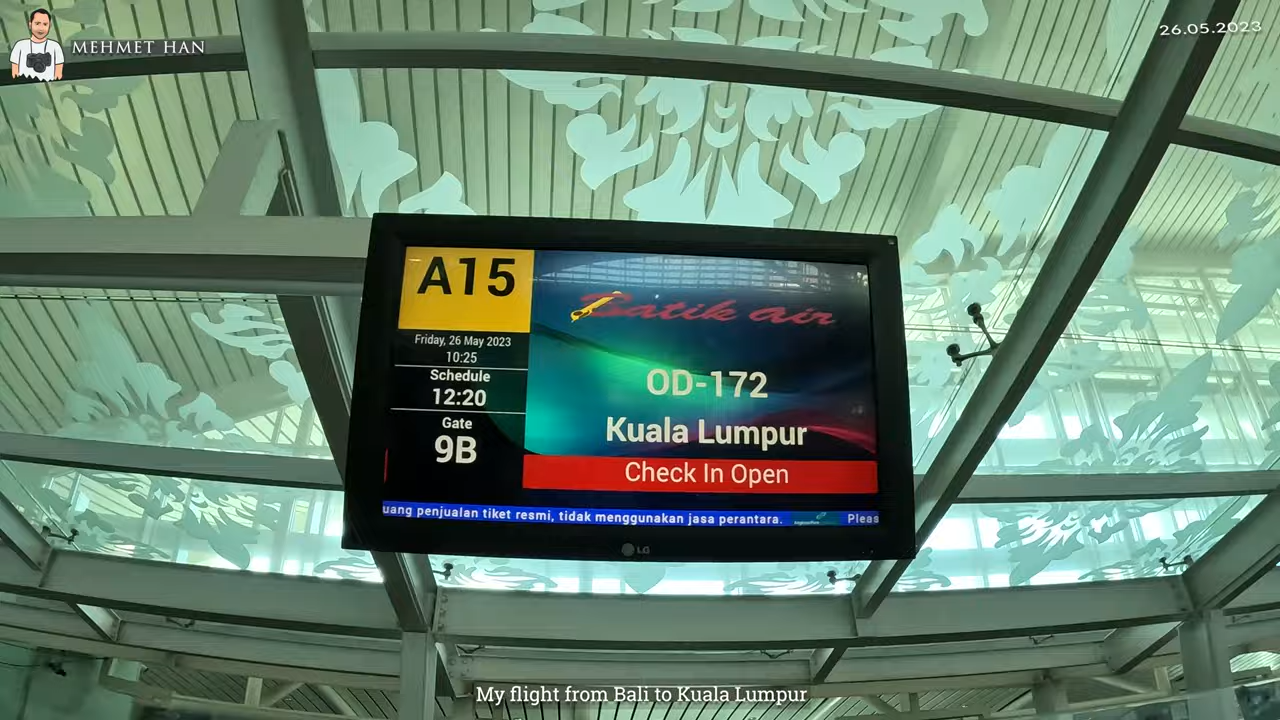 MEHMET HAN
26.05.2023
A15
Batik air
Friday, 26 May 2023
10:25
Schedule
12:20
Gate
9B
OD-172
Kuala Lumpur
Check In Open
uang penjualan tiket resmi, tidak menggunakan jasa perantara. Pleas
LG
My flight from Bali to Kuala Lumpur